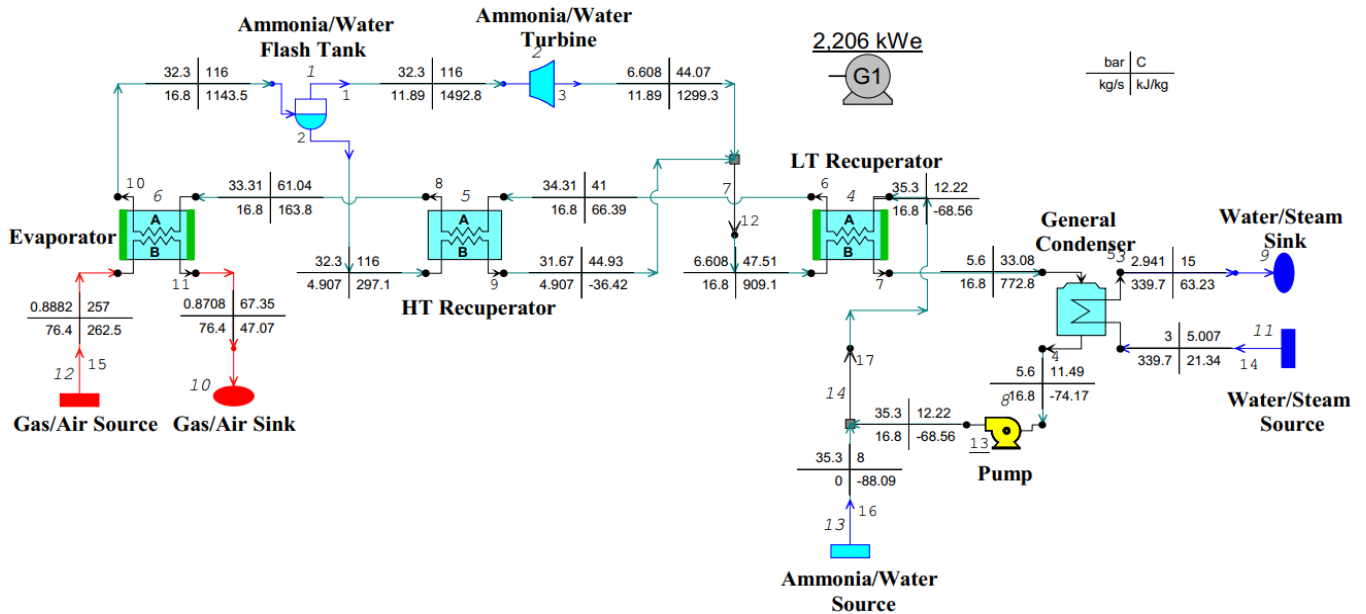 Ammonia/Water
Flash Tank
Ammonia/Water
Turbine
2,206 kWe
G1
bar C
kg/s kJ/kg
32.3 116
16.8 1143.5
1
1
2
32.3 116
11.89 1492.8
2
3
6.608 44.07
11.89 1299.3
LT Recuperator
10
6
A
B
11
Evaporator
33.31 61.04
16.8 163.8
8
5
A
B
9
HT Recuperator
34.31 41
16.8 66.39
7
12
6
4
A
B
7
35.3 12.22
16.8 -68.56
General
Condenser
53
4
2.941 15
339.7 63.23
9
Water/Steam
Sink
32.3 116
4.907 297.1
31.67 44.93
4.907 -36.42
6.608 47.51
16.8 909.1
5.6 33.08
16.8 772.8
0.8882 257
76.4 262.5
0.8708 67.35
76.4 47.07
3 5.007
339.7 21.34
11
14
Water/Steam
Source
12
15
Gas/Air Source
10
Gas/Air Sink
17
14
5.6 11.49
16.8 -74.17
35.3 12.22
16.8 -68.56
8
13
Pump
35.3 8
0 -88.09
13
16
Ammonia/Water
Source